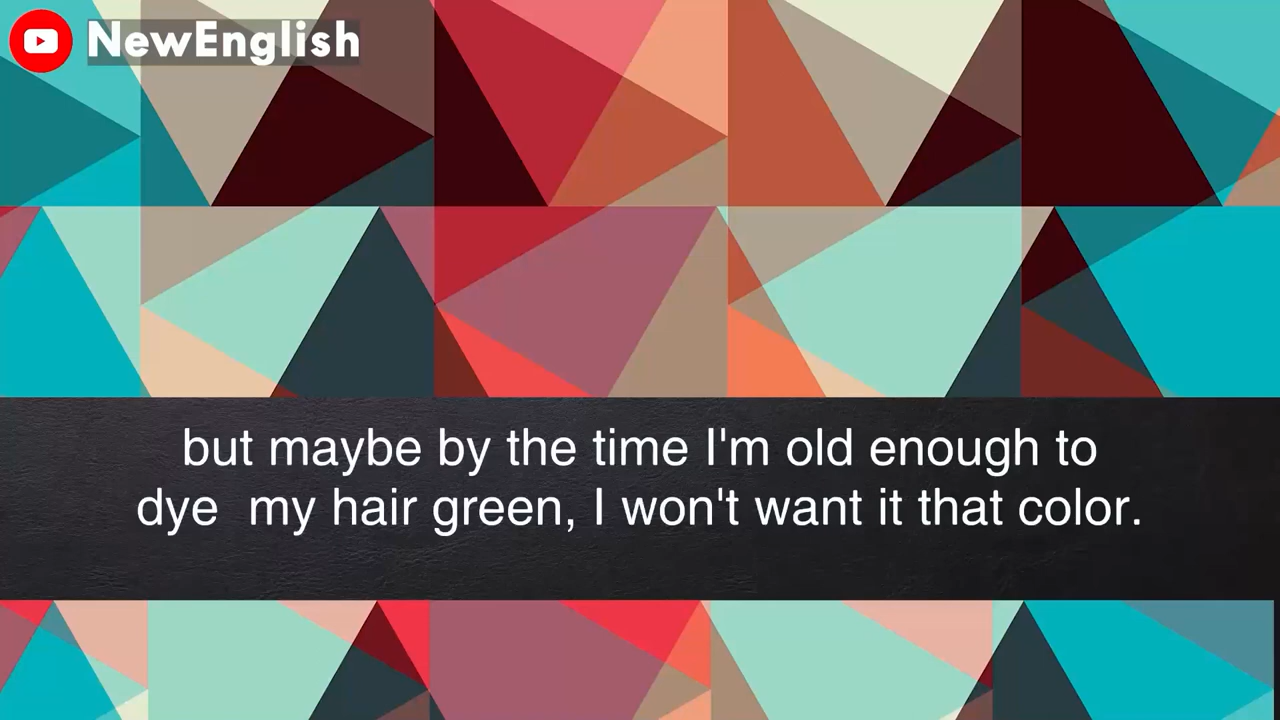 NewEnglish
but maybe by the time I'm old enough to
dye  my hair green, I won't want it that color.